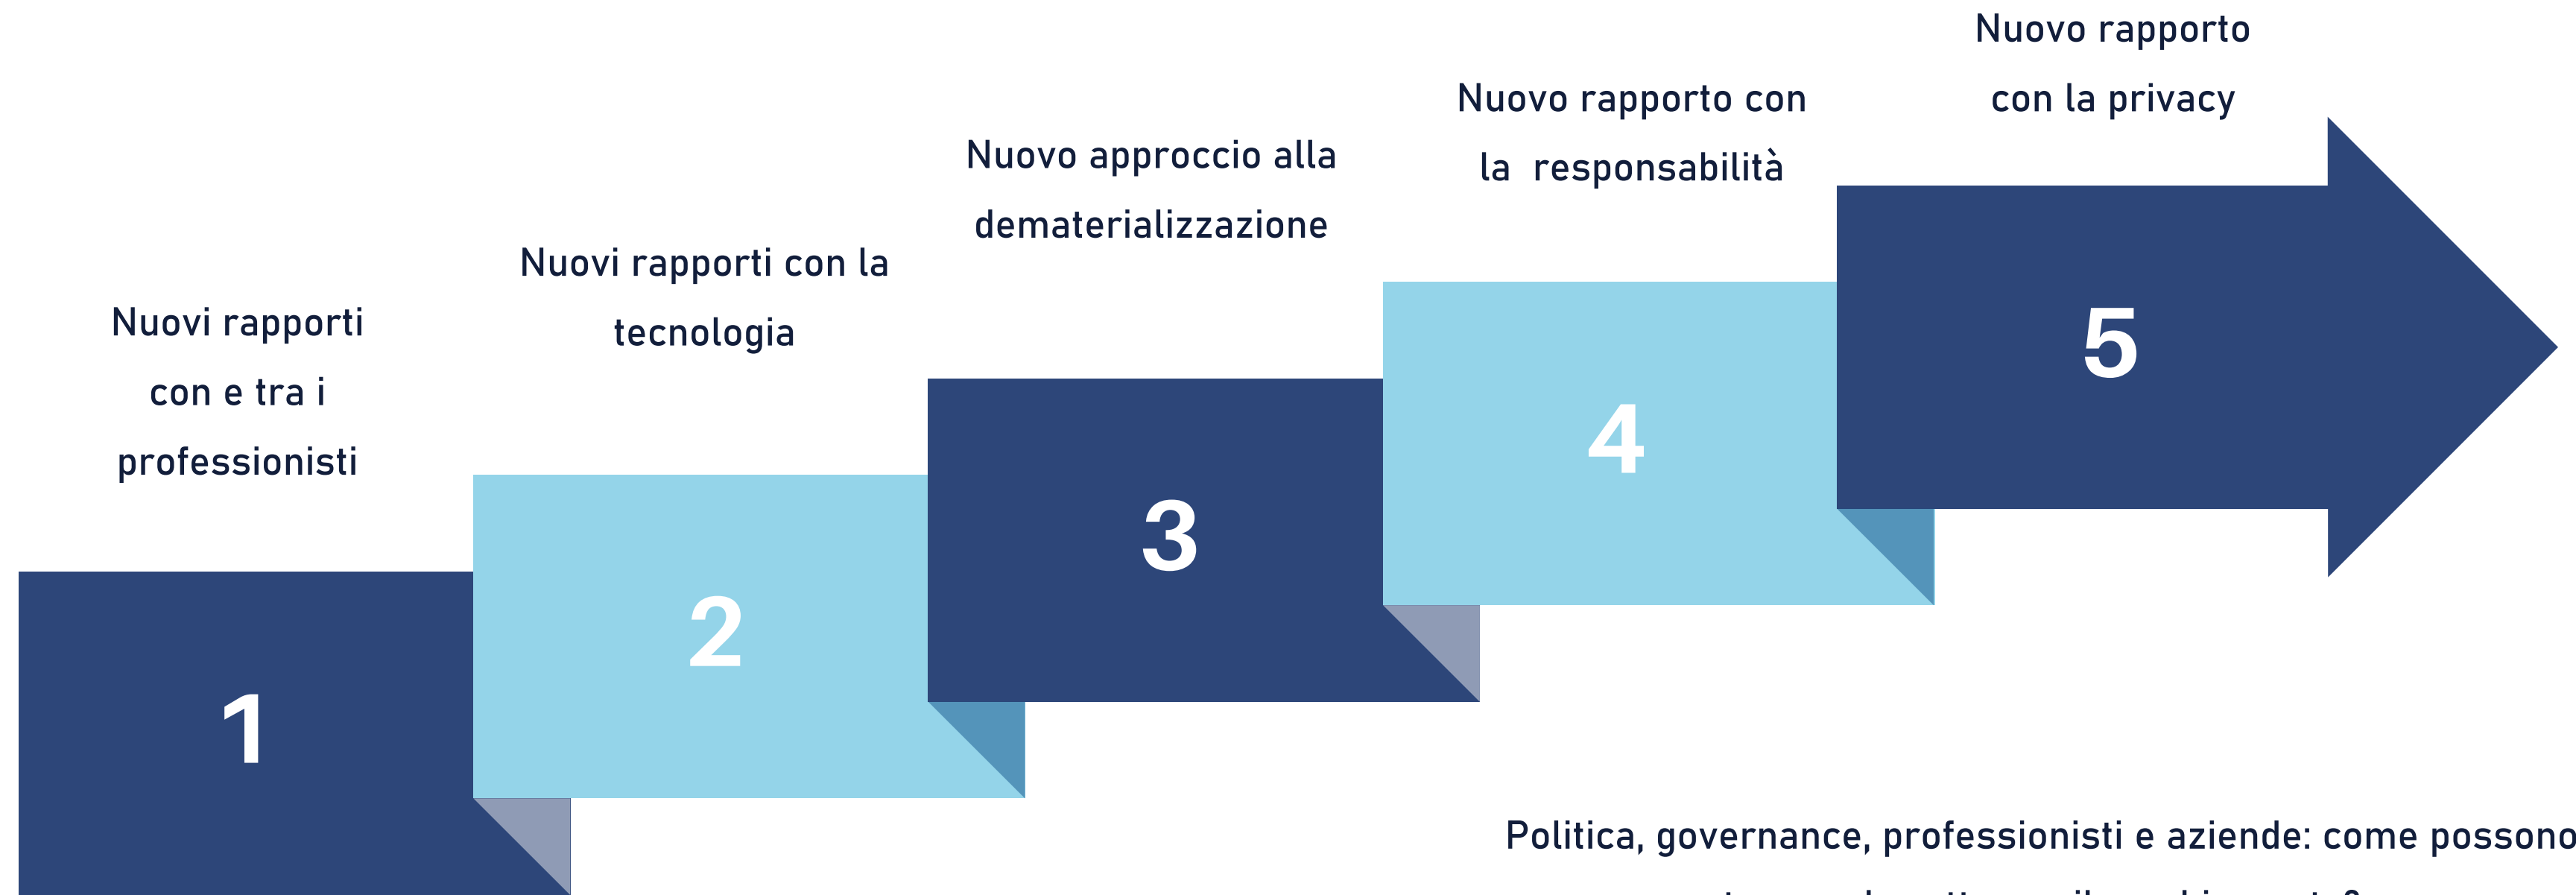 Nuovo rapporto
con la privacy
Nuovo rapporto con
la responsabilità
Nuovo approccio alla
dematerializzazione
Nuovi rapporti con la
tecnologia
Nuovi rapporti
con e tra i
professionisti
1
2
3
4
5
Politica, governance, professionisti e aziende: come possono